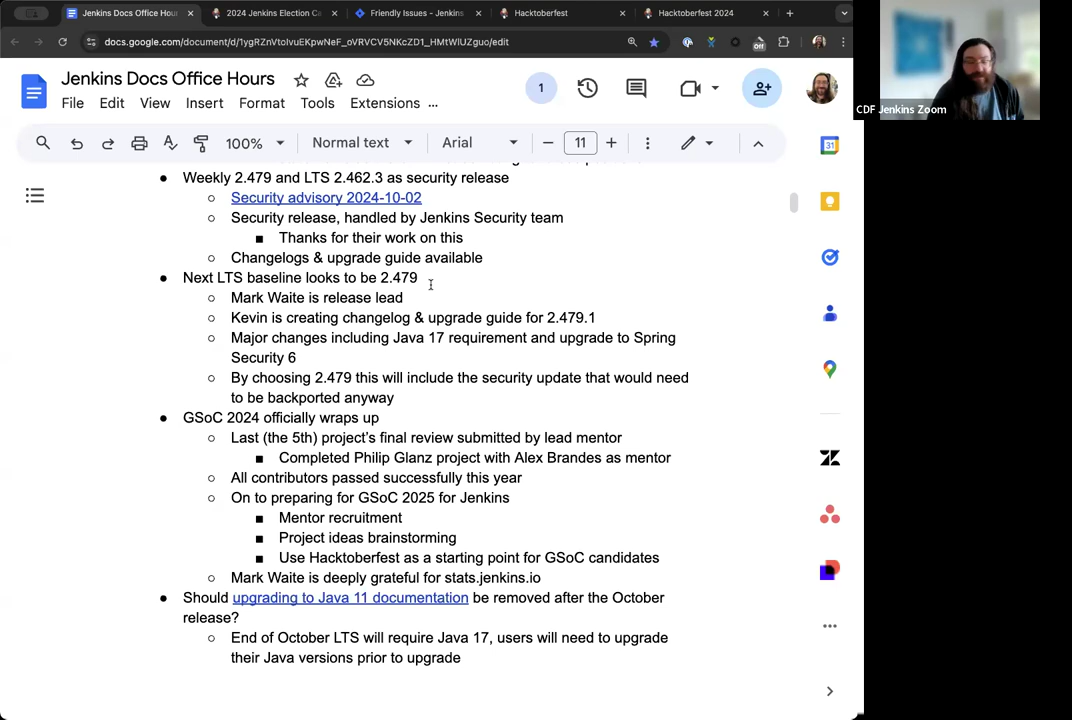 Jenkins Docs Office Hour
2024 Jenkins Election Ca
Friendly Issues - Jenkins
Hacktoberfest
Hacktoberfest 2024
docs.google.com/document/d/1ygRZnVtoIvuEKpwNeF_oVRVCV5NKcZD1_HMtWlUZguo/edit
Off
Jenkins Docs Office Hours
File Edit View Insert Format Tools Extensions ...
1
100% Normal text Arial 11
CDF Jenkins Zoom
31
Weekly 2.479 and LTS 2.462.3 as security release
Security advisory 2024-10-02
Security release, handled by Jenkins Security team
Thanks for their work on this
Changelogs & upgrade guide available
Next LTS baseline looks to be 2.479
Mark Waite is release lead
Kevin is creating changelog & upgrade guide for 2.479.1
Major changes including Java 17 requirement and upgrade to Spring
Security 6
By choosing 2.479 this will include the security update that would need
to be backported anyway
GSoC 2024 officially wraps up
Last (the 5th) project's final review submitted by lead mentor
Completed Philip Glanz project with Alex Brandes as mentor
All contributors passed successfully this year
On to preparing for GSoC 2025 for Jenkins
Mentor recruitment
Project ideas brainstorming
Use Hacktoberfest as a starting point for GSoC candidates
Mark Waite is deeply grateful for stats.jenkins.io
Should upgrading to Java 11 documentation be removed after the October
release?
End of October LTS will require Java 17, users will need to upgrade
their Java versions prior to upgrade